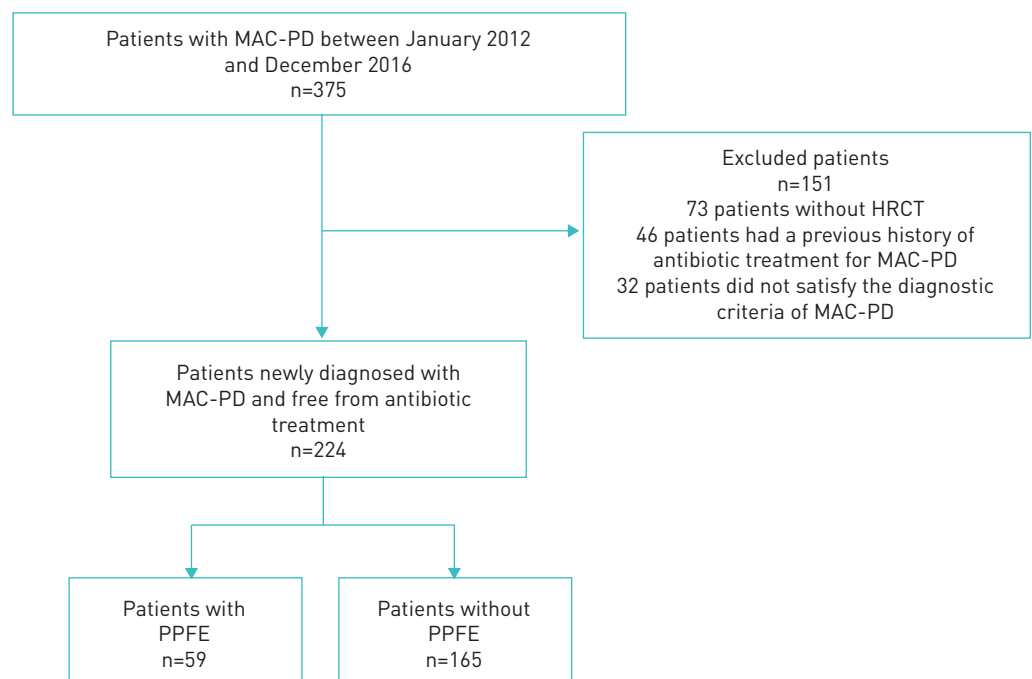 Patients with MAC-PD between January 2012
and December 2016
n=375
Excluded patients
n=151
73 patients without HRCT
46 patients had a previous history of
antibiotic treatment for MAC-PD
32 patients did not satisfy the diagnostic
criteria of MAC-PD
Patients newly diagnosed with
MAC-PD and free from antibiotic
treatment
n=224
Patients with
PPFE
n=59
Patients without
PPFE
n=165